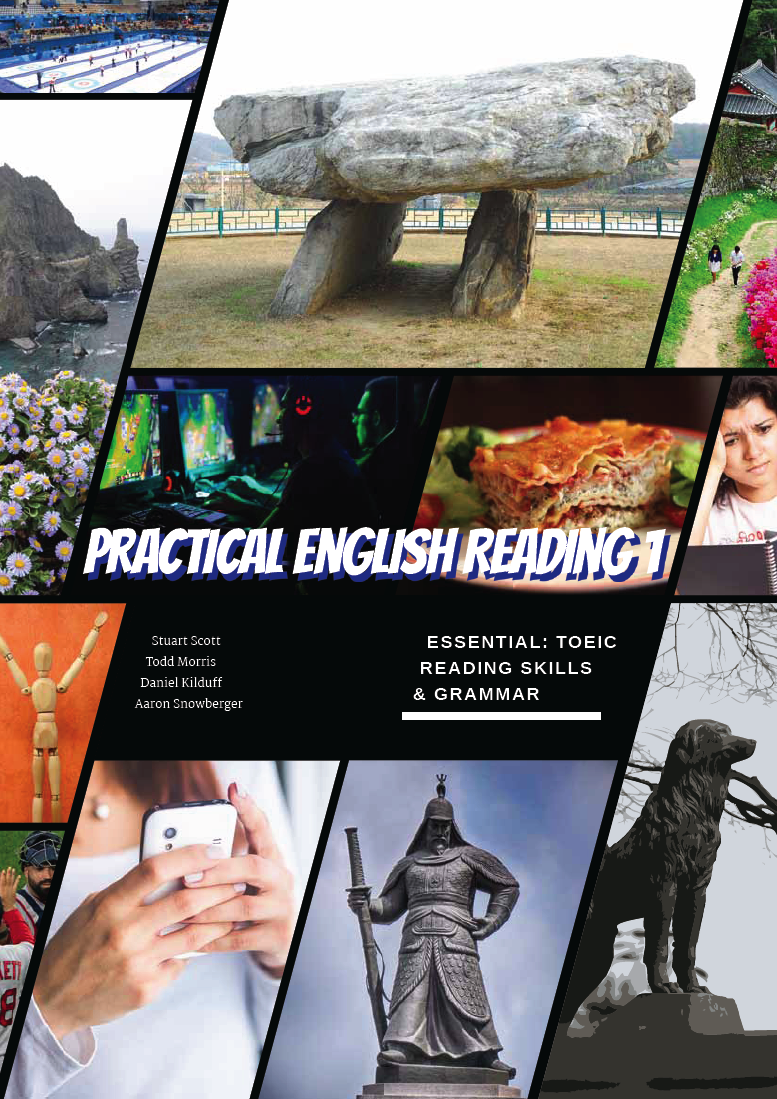 PRACTICAL ENGLISH READING 1
Stuart Scott
Todd Morris
Daniel Kilduff
Aaron Snowberger
ESSENTIAL: TOEIC
READING SKILLS
& GRAMMAR